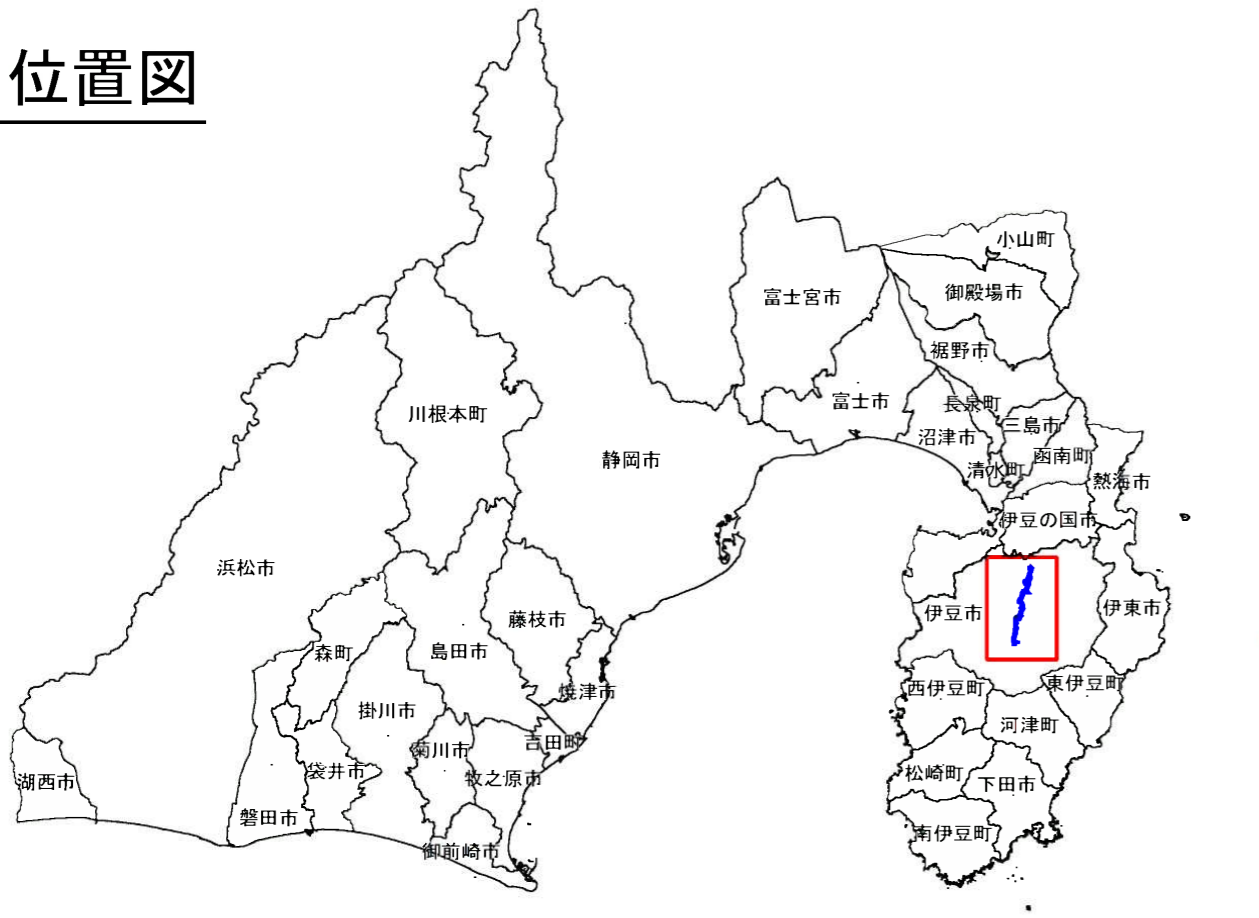 位置図
小山町
御殿場市
富士宮市
裾野市
富士市
長泉町
川根本町
三島市
沼津市
函南町
静岡市
清水町
熱海市
伊豆の国市
浜松市
伊豆市
伊東市
藤枝市
島田市
森町
東伊豆町
西伊豆町
焼津市
掛川市
河津町
吉田町
菊川市
袋井市
松崎町
牧之原市
湖西市
下田市
磐田市
南伊豆町
御前崎市